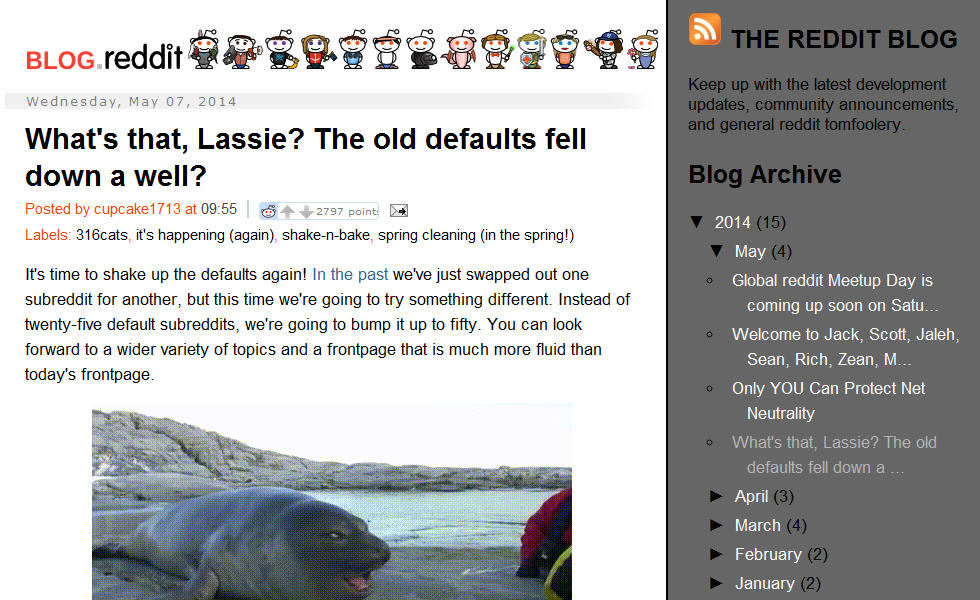 BLOG.reddit
Wednesday, May 07, 2014
What's that, Lassie? The old defaults fell
down a well?
Posted by cupcake1713 at 09:55
2797 points
Labels: 316cats, it's happening (again), shake-n-bake, spring cleaning (in the spring!)
It's time to shake up the defaults again! In the past we've just swapped out one
subreddit for another, but this time we're going to try something different. Instead of
twenty-five default subreddits, we're going to bump it up to fifty. You can look
forward to a wider variety of topics and a frontpage that is much more fluid than
today's frontpage.
THE REDDIT BLOG
Keep up with the latest development
updates, community announcements,
and general reddit tomfoolery.
Blog Archive
▼ 2014 (15)
▼ May (4)
Global reddit Meetup Day is
coming up soon on Satu...
Welcome to Jack, Scott, Jaleh,
Sean, Rich, Zean, M...
Only YOU Can Protect Net
Neutrality
What's that, Lassie? The old
defaults fell down a ...
► April (3)
► March (4)
► February (2)
► January (2)